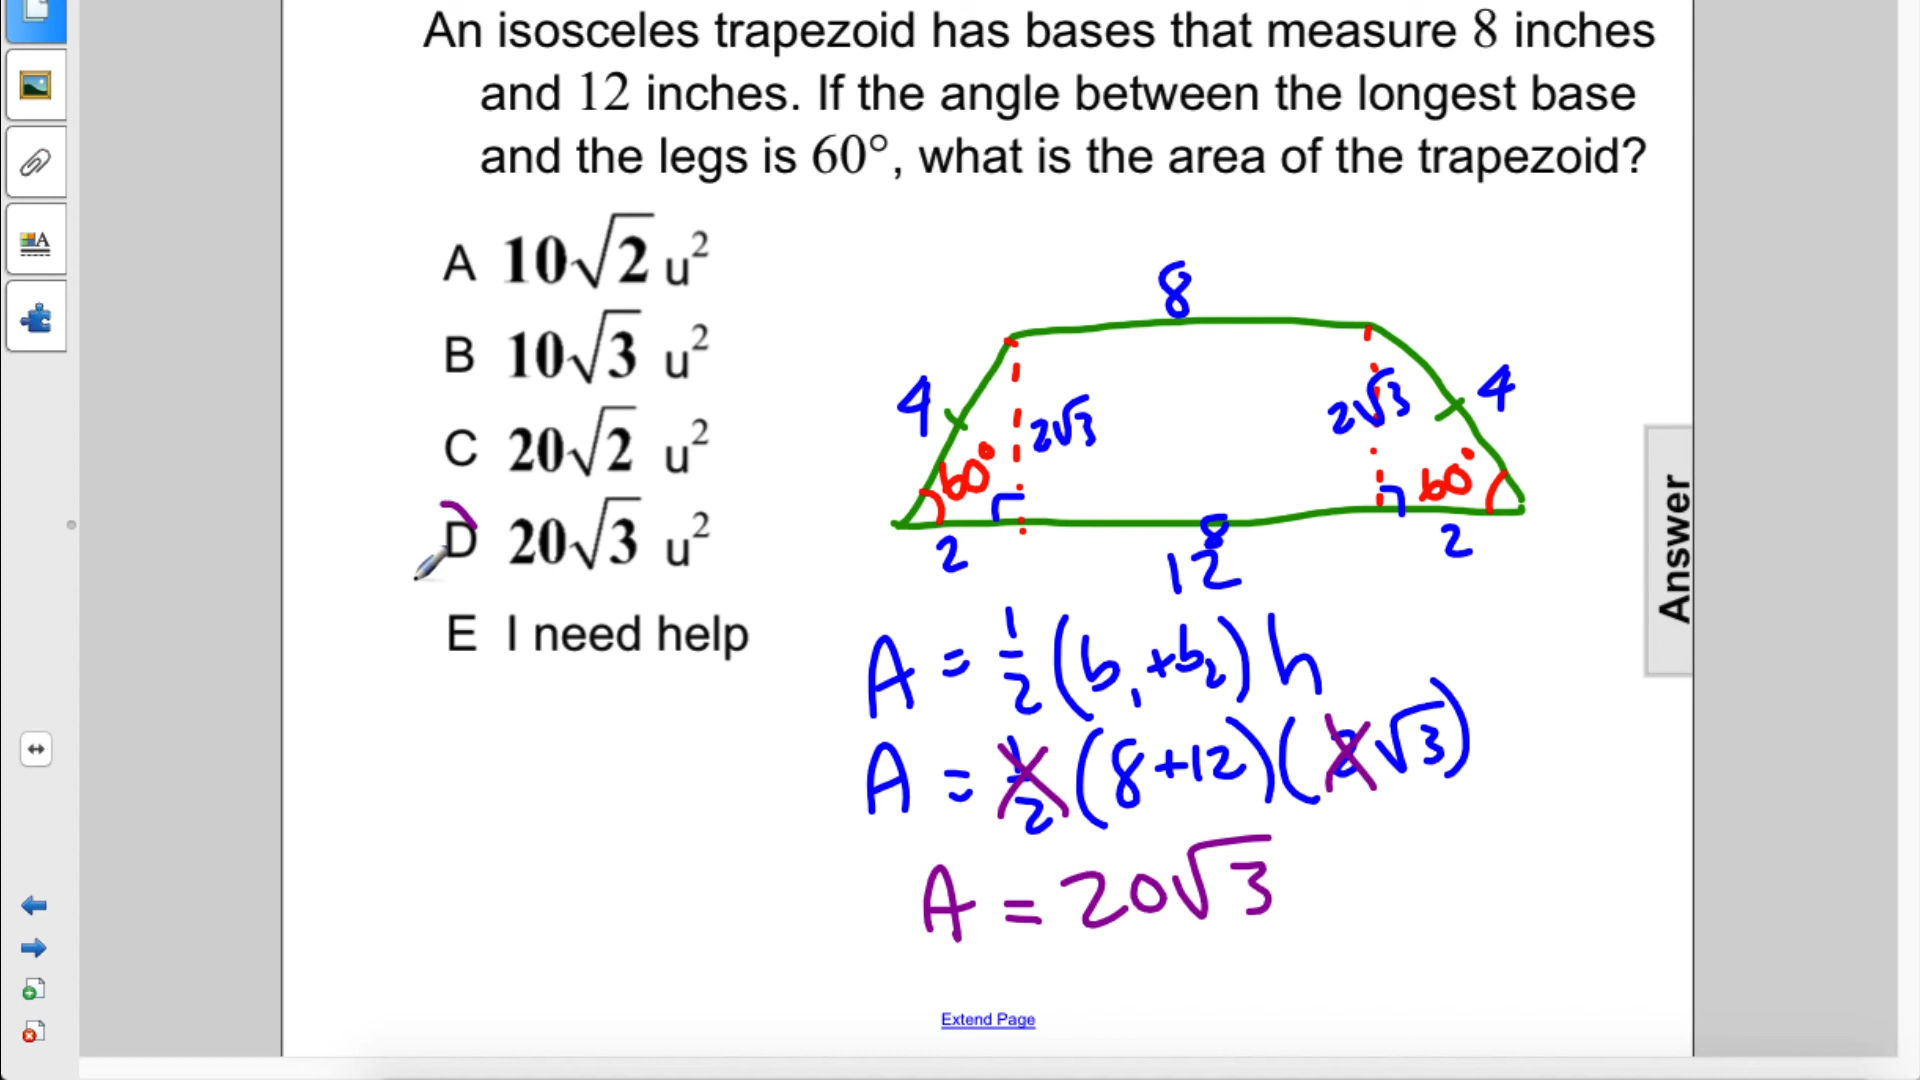 An isosceles trapezoid has bases that measure 8 inches
and 12 inches. If the angle between the longest base
and the legs is 60°, what is the area of the trapezoid?
A 10√2 u²
B 10√3 u²
C 20√2 u²
D 20√3 u²
E I need help
8
4
2√3
2√3
4
60°
60°
2
8
2
12
A = 1/2 (b₁+b₂) h
A = 1/2 (8+12)(2√3)
A = 20√3
Answer
Extend Page